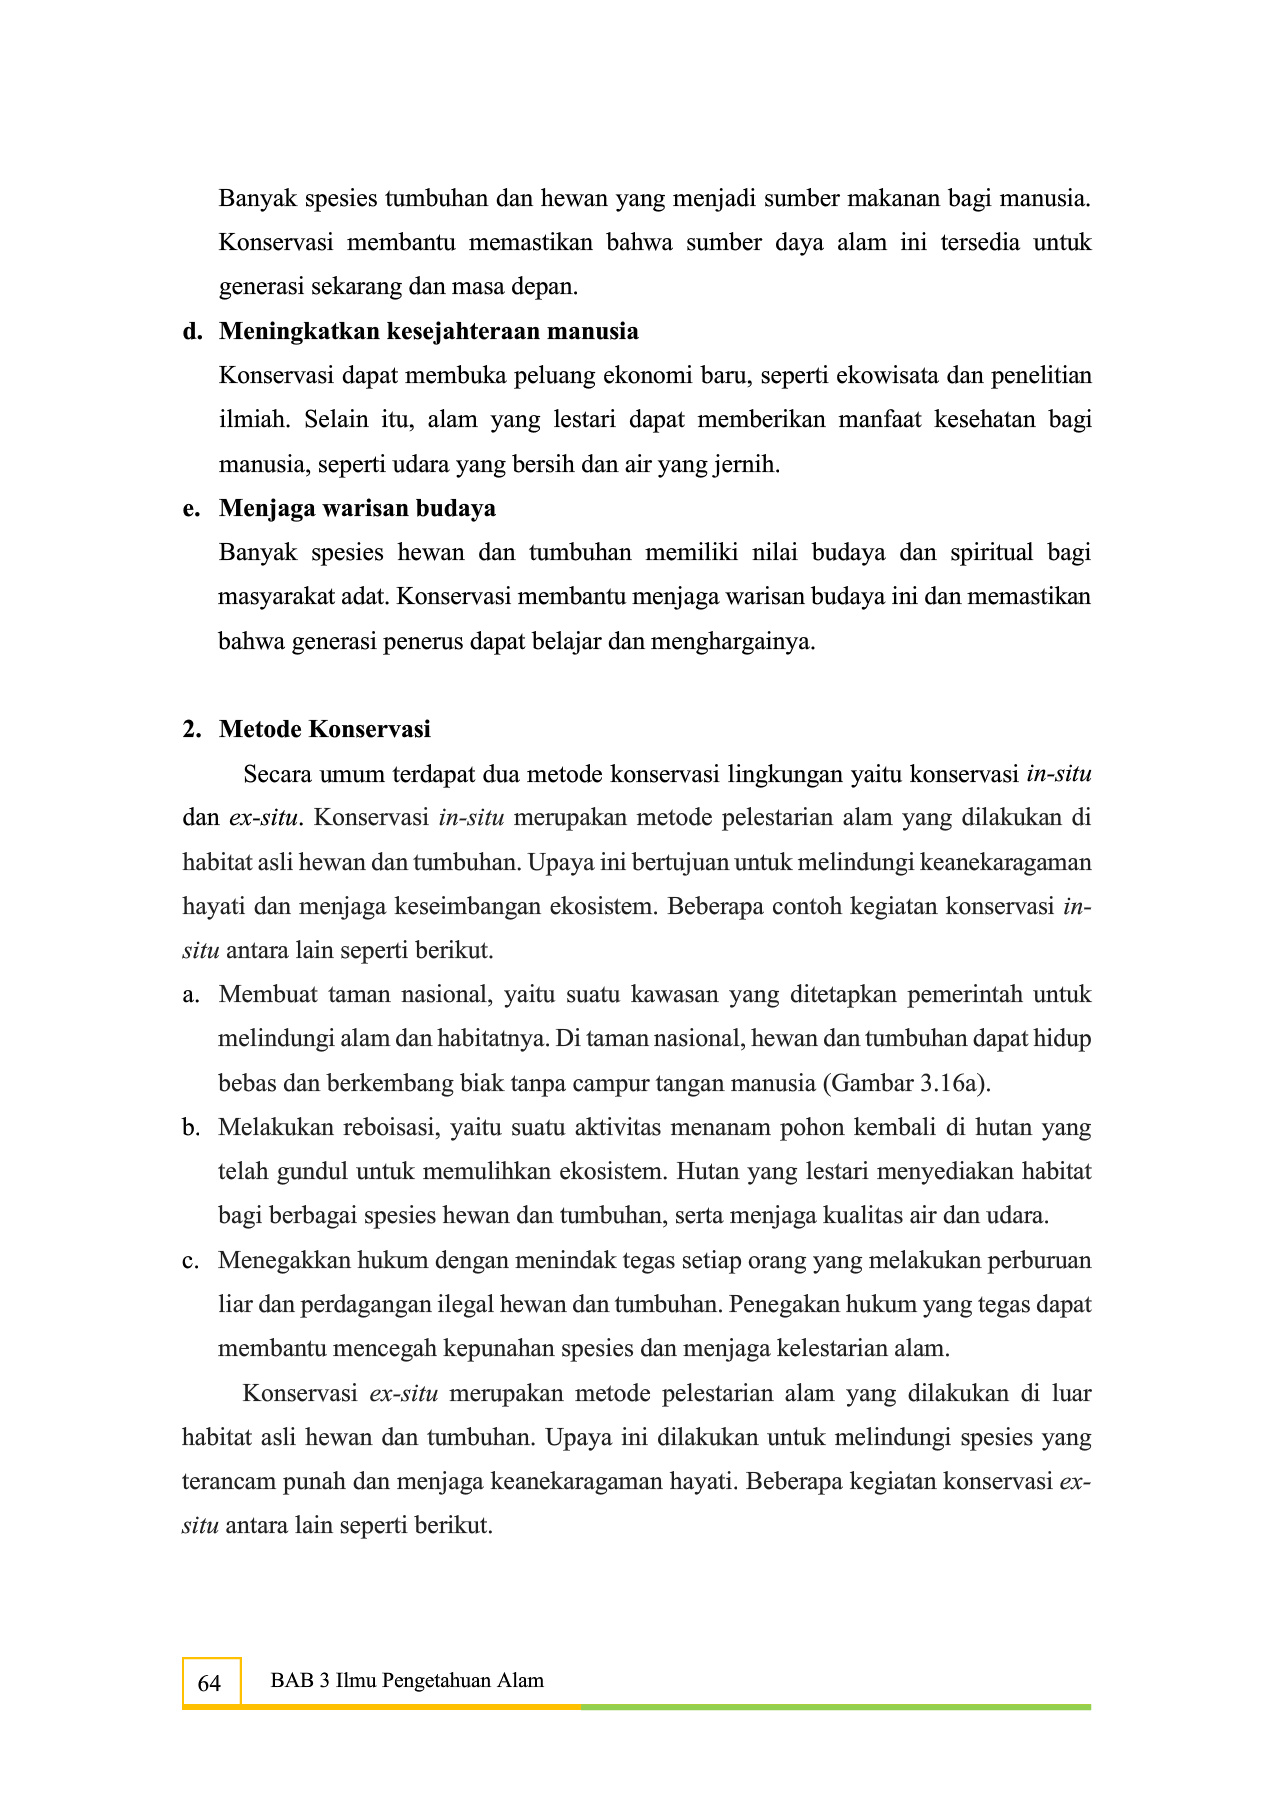 Banyak spesies tumbuhan dan hewan yang menjadi sumber makanan bagi manusia.
Konservasi membantu memastikan bahwa sumber daya alam ini tersedia untuk
generasi sekarang dan masa depan.
d. Meningkatkan kesejahteraan manusia
Konservasi dapat membuka peluang ekonomi baru, seperti ekowisata dan penelitian
ilmiah. Selain itu, alam yang lestari dapat memberikan manfaat kesehatan bagi
manusia, seperti udara yang bersih dan air yang jernih.
e. Menjaga warisan budaya
Banyak spesies hewan dan tumbuhan memiliki nilai budaya dan spiritual bagi
masyarakat adat. Konservasi membantu menjaga warisan budaya ini dan memastikan
bahwa generasi penerus dapat belajar dan menghargainya.
2. Metode Konservasi
Secara umum terdapat dua metode konservasi lingkungan yaitu konservasi in-situ
dan ex-situ. Konservasi in-situ merupakan metode pelestarian alam yang dilakukan di
habitat asli hewan dan tumbuhan. Upaya ini bertujuan untuk melindungi keanekaragaman
hayati dan menjaga keseimbangan ekosistem. Beberapa contoh kegiatan konservasi in-
situ antara lain seperti berikut.
a. Membuat taman nasional, yaitu suatu kawasan yang ditetapkan pemerintah untuk
melindungi alam dan habitatnya. Di taman nasional, hewan dan tumbuhan dapat hidup
bebas dan berkembang biak tanpa campur tangan manusia (Gambar 3.16a).
b. Melakukan reboisasi, yaitu suatu aktivitas menanam pohon kembali di hutan yang
telah gundul untuk memulihkan ekosistem. Hutan yang lestari menyediakan habitat
bagi berbagai spesies hewan dan tumbuhan, serta menjaga kualitas air dan udara.
c. Menegakkan hukum dengan menindak tegas setiap orang yang melakukan perburuan
liar dan perdagangan ilegal hewan dan tumbuhan. Penegakan hukum yang tegas dapat
membantu mencegah kepunahan spesies dan menjaga kelestarian alam.
Konservasi ex-situ merupakan metode pelestarian alam yang dilakukan di luar
habitat asli hewan dan tumbuhan. Upaya ini dilakukan untuk melindungi spesies yang
terancam punah dan menjaga keanekaragaman hayati. Beberapa kegiatan konservasi ex-
situ antara lain seperti berikut.
64 BAB 3 Ilmu Pengetahuan Alam